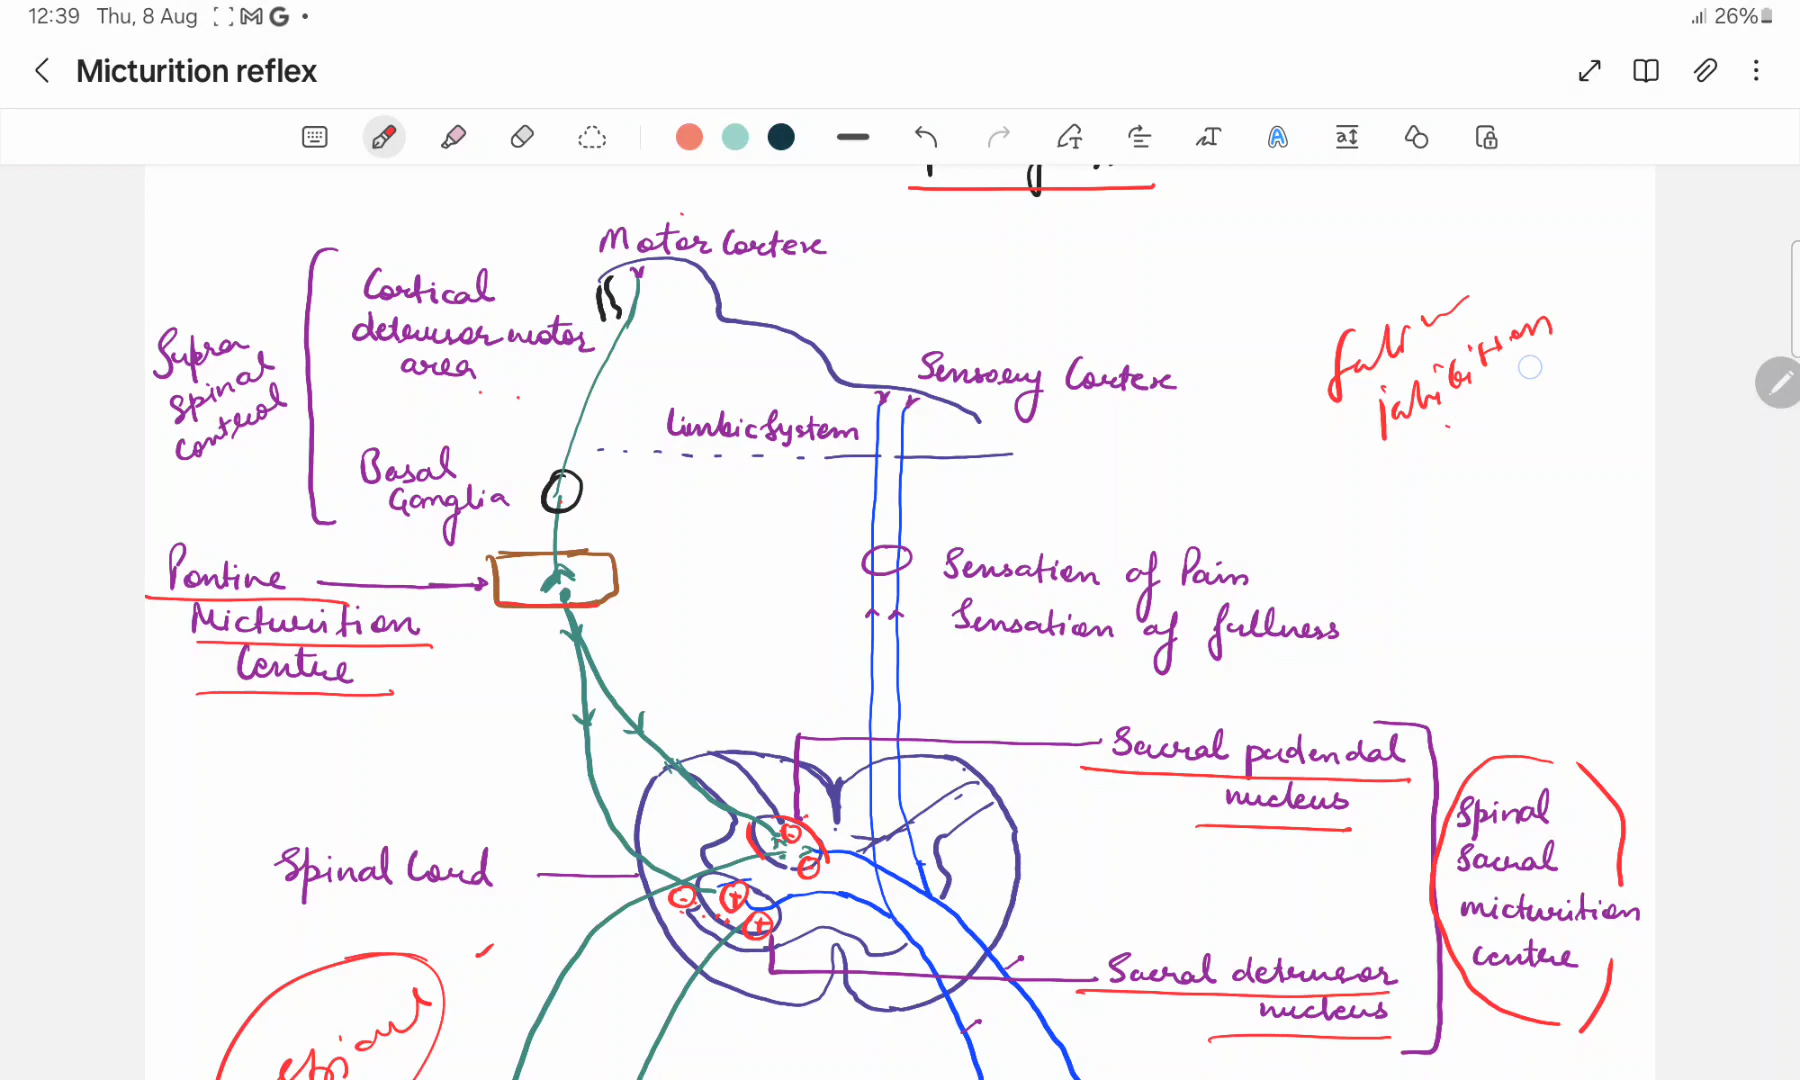 12:39 Thu, 8 Aug
26%
Micturition reflex
Motor Cortex
Cortical
detrusor motor
area
Supra
spinal
control
Sensory Cortex
Limbic System
Basal
Ganglia
Pontine
Micturition
Centre
Sensation of Pain
Sensation of fullness
Sacral pudendal
nucleus
Spinal
Sacral
micturition
centre
Spinal Cord
Sacral detrusor
nucleus